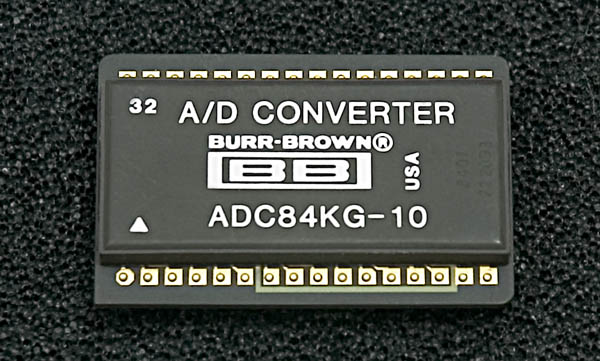 32 A/D CONVERTER
BURR-BROWN®
BB
USA
ADC84KG-10